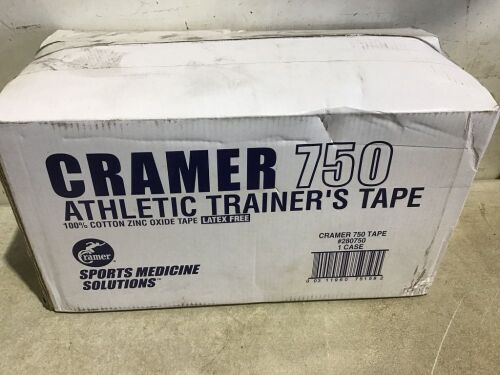 CRAMER 750
ATHLETIC TRAINER'S TAPE
100% COTTON ZINC OXIDE TAPE LATEX FREE
CRAMER 750 TAPE
#280750
1 CASE
cramer
SPORTS MEDICINE
SOLUTIONS™